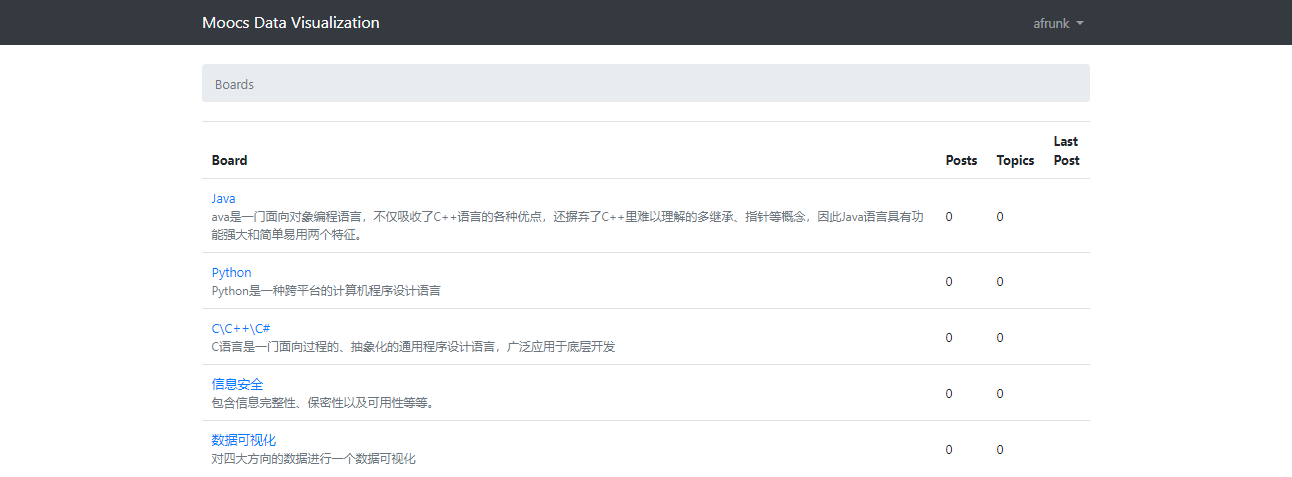 Moocs Data Visualization afrunk
Boards
Board Posts Topics Last Post
Java
ava是一门面向对象编程语言，不仅吸收了C++语言的各种优点，还摒弃了C++里难以理解的多继承、指针等概念，因此Java语言具有功 0 0
能强大和简单易用两个特征。
Python
Python是一种跨平台的计算机程序设计语言 0 0
C\C++\C#
C语言是一门面向过程的、抽象化的通用程序设计语言，广泛应用于底层开发 0 0
信息安全
包含信息完整性、保密性以及可用性等等。 0 0
数据可视化
对四大方向的数据进行一个数据可视化 0 0